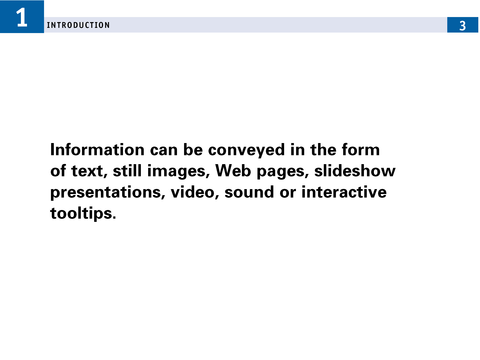 1
INTRODUCTION
3
Information can be conveyed in the form
of text, still images, Web pages, slideshow
presentations, video, sound or interactive
tooltips.